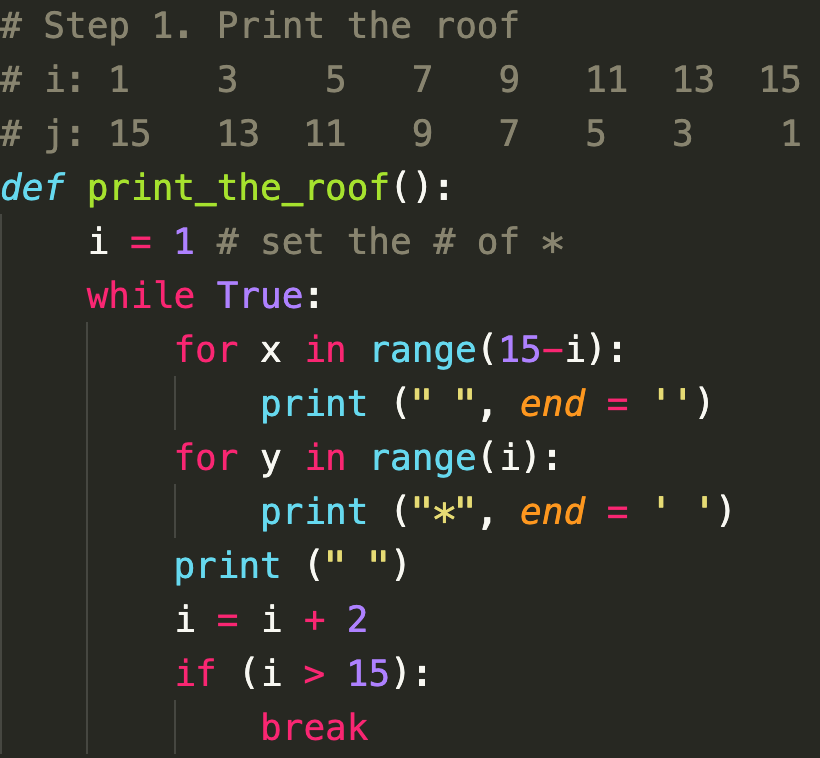 # Step 1. Print the roof
# i: 1    3    5   7   9   11  13  15
# j: 15   13  11   9   7   5   3    1
def print_the_roof():
    i = 1 # set the # of *
    while True:
        for x in range(15-i):
            print (" ", end = '')
        for y in range(i):
            print ("*", end = ' ')
        print (" ")
        i = i + 2
        if (i > 15):
            break